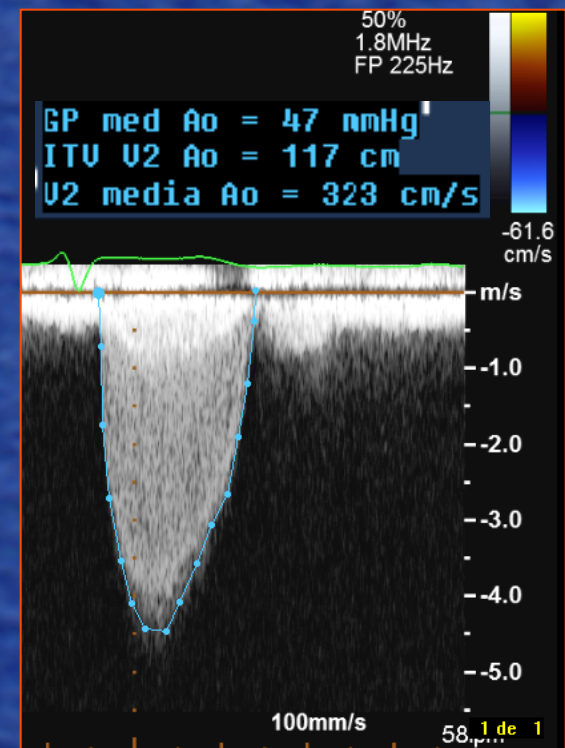 50%
1.8MHz
FP 225Hz
GP med Ao = 47 mmHg
ITV V2 Ao = 117 cm
V2 media Ao = 323 cm/s
-61.6
cm/s
m/s
-1.0
-2.0
-3.0
-4.0
-5.0
100mm/s
1 de 1